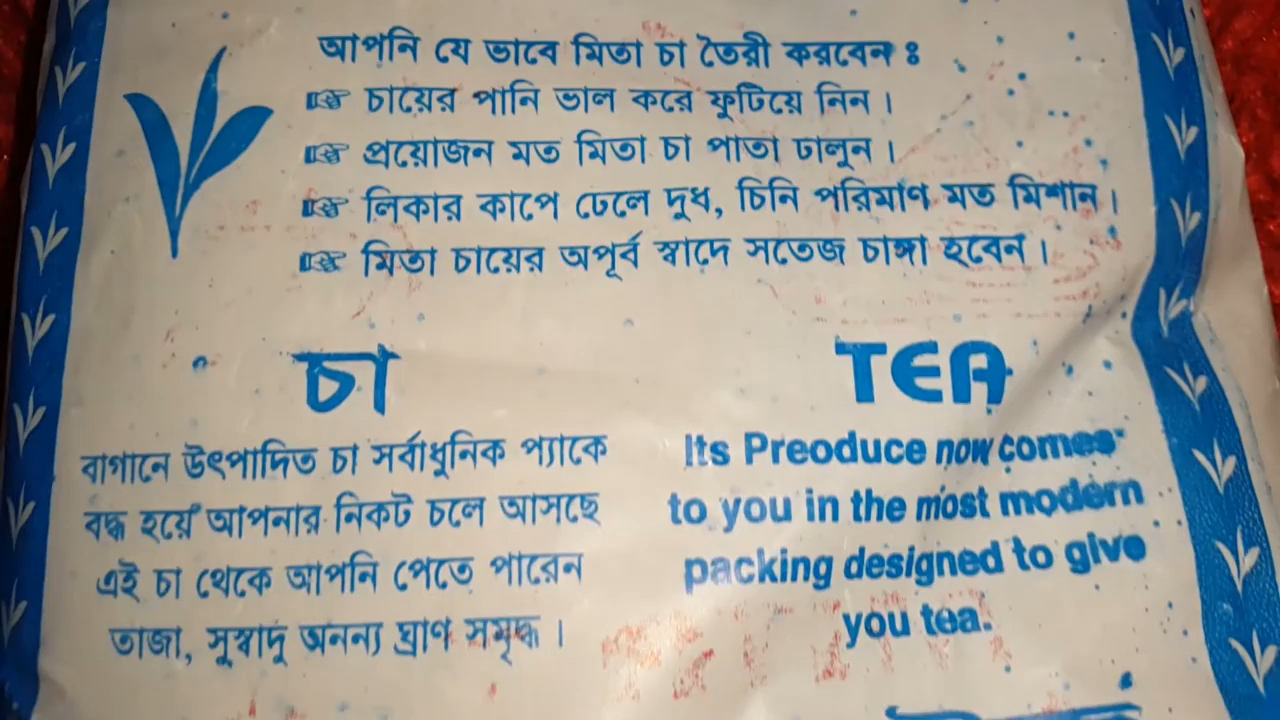 আপনি যে ভাবে মিতা চা তৈরী করবেন ঃ
☞ চায়ের পানি ভাল করে ফুটিয়ে নিন ।
☞ প্রয়োজন মত মিতা চা পাতা ঢালুন ।
☞ লিকার কাপে ঢেলে দুধ, চিনি পরিমাণ মত মিশান ।
☞ মিতা চায়ের অপূর্ব স্বাদে সতেজ চাঙ্গা হবেন ।
চা
বাগানে উৎপাদিত চা সর্বাধুনিক প্যাকে
বদ্ধ হয়ে আপনার নিকট চলে আসছে
এই চা থেকে আপনি পেতে পারেন
তাজা, সুস্বাদু অনন্য ঘ্রাণ সমৃদ্ধ ।
TEA
Its Preoduce now comes
to you in the most modern
packing designed to give
you tea.